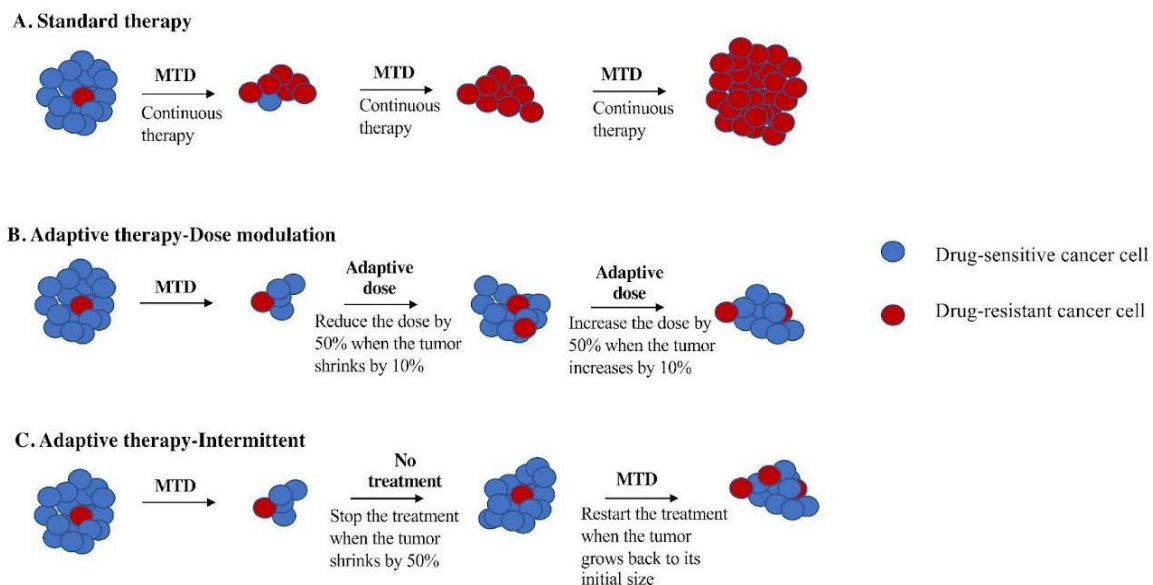 A. Standard therapy
MTD
Continuous
therapy
MTD
Continuous
therapy
MTD
Continuous
therapy
B. Adaptive therapy-Dose modulation
MTD
Adaptive
dose
Reduce the dose by
50% when the tumor
shrinks by 10%
Adaptive
dose
Increase the dose by
50% when the tumor
increases by 10%
Drug-sensitive cancer cell
Drug-resistant cancer cell
C. Adaptive therapy-Intermittent
MTD
No
treatment
Stop the treatment
when the tumor
shrinks by 50%
MTD
Restart the treatment
when the tumor
grows back to its
initial size